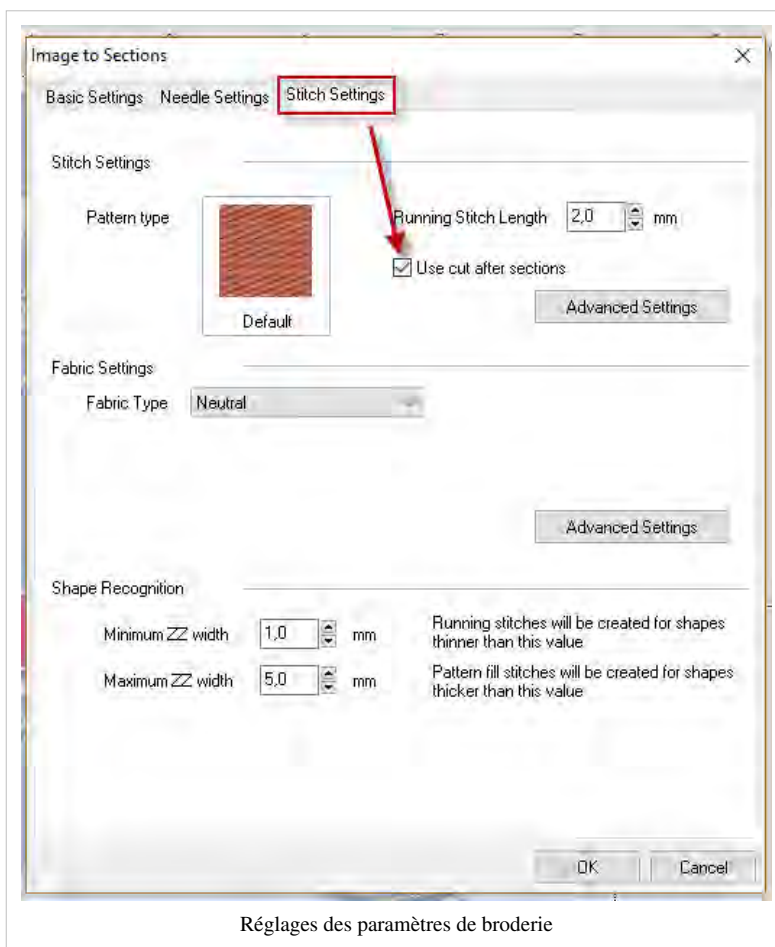 Image to Sections
Basic Settings Needle Settings Stitch Settings
Stitch Settings
Pattern type
Running Stitch Length 2,0 mm
Use cut after sections
Default
Advanced Settings
Fabric Settings
Fabric Type Neutral
Advanced Settings
Shape Recognition
Minimum ZZ width 1,0 mm
Running stitches will be created for shapes
thinner than this value
Maximum ZZ width 5,0 mm
Pattern fill stitches will be created for shapes
thicker than this value
OK Cancel
Réglages des paramètres de broderie